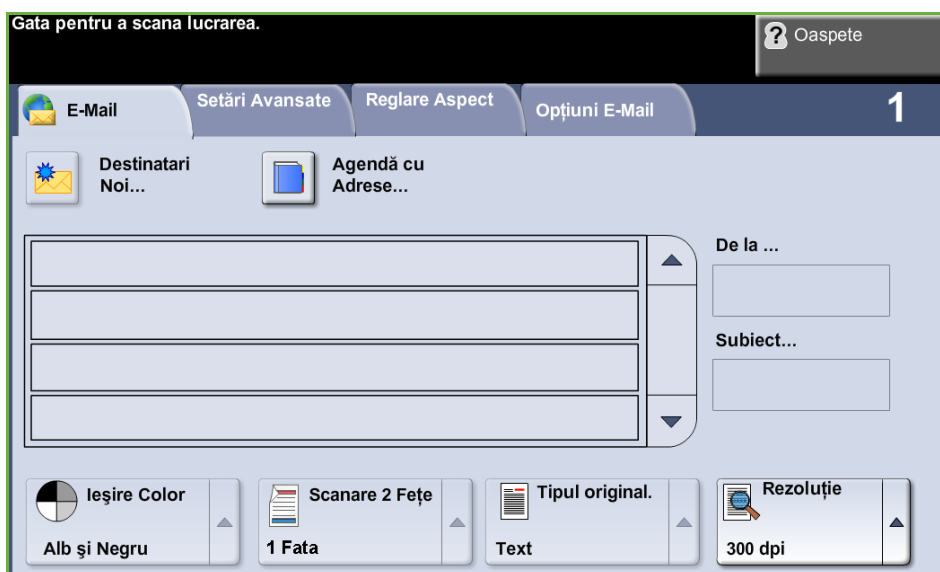 Gata pentru a scana lucrarea.
Oaspete
E-Mail
Setări Avansate
Reglare Aspect
Opțiuni E-Mail
1
Destinatari
Noi...
Agendă cu
Adrese...
De la ...
Subiect...
Ieşire Color
Alb şi Negru
Scanare 2 Fețe
1 Fata
Tipul original.
Text
Rezoluție
300 dpi